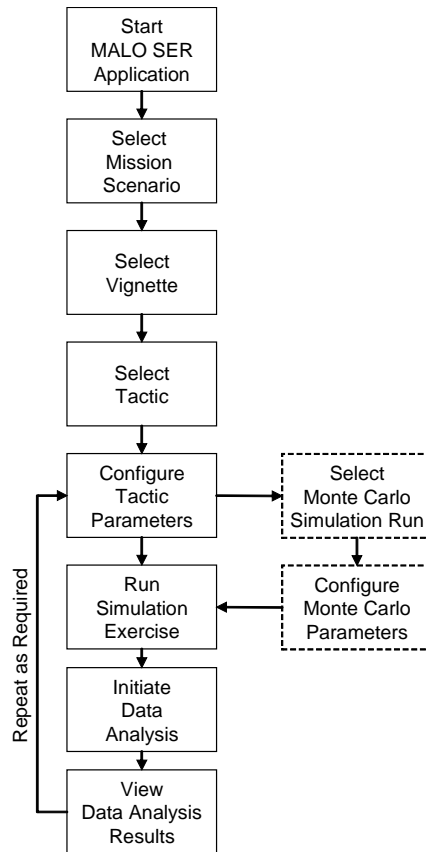 Start
MALO SER
Application
Select
Mission
Scenario
Select
Vignette
Select
Tactic
Configure
Tactic
Parameters
Select
Monte Carlo
Simulation Run
Run
Simulation
Exercise
Configure
Monte Carlo
Parameters
Initiate
Data
Analysis
View
Data Analysis
Results
Repeat as Required